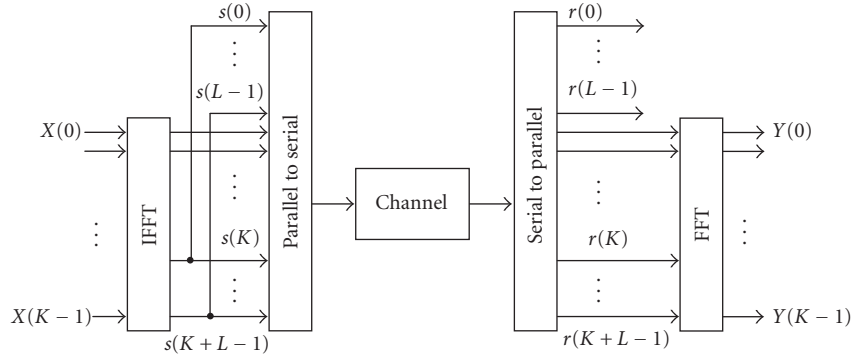 s(0)
r(0)
s(L − 1)
r(L − 1)
X(0)
Y(0)
IFFT
Parallel to serial
Channel
Serial to parallel
FFT
s(K)
r(K)
X(K − 1)
Y(K − 1)
s(K + L − 1)
r(K + L − 1)